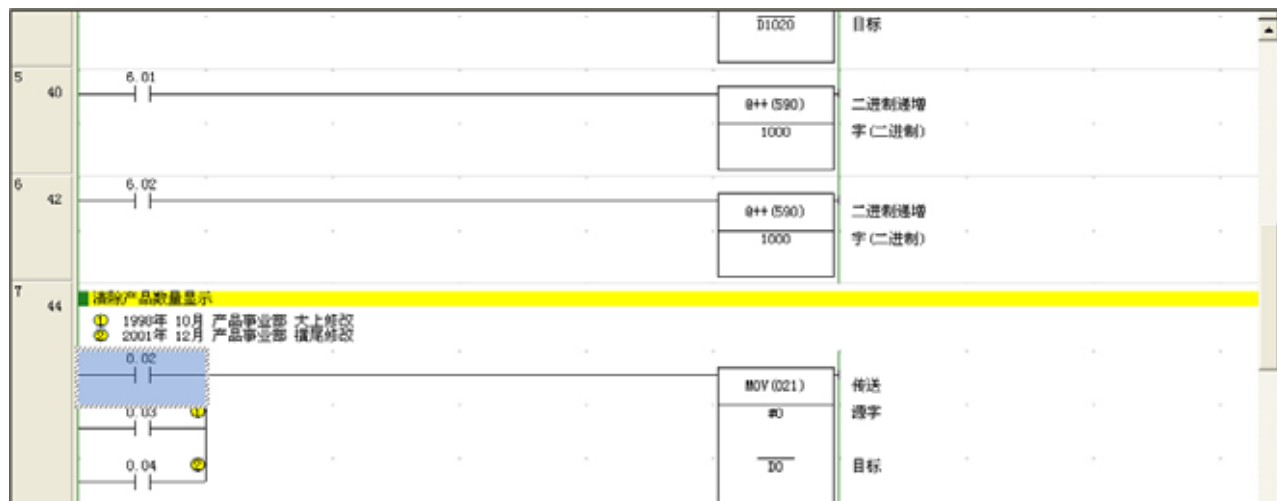 D1020 目标
5 40 6.01
@++(590) 二进制递增
1000 字(二进制)
6 42 6.02
@++(590) 二进制递增
1000 字(二进制)
7 44 清除产品数量显示
① 1998年 10月 产品事业部 大上修改
② 2001年 12月 产品事业部 横尾修改
0.02
MOV(021) 传送
0.03 ① #0 源字
0.04 ② D0 目标